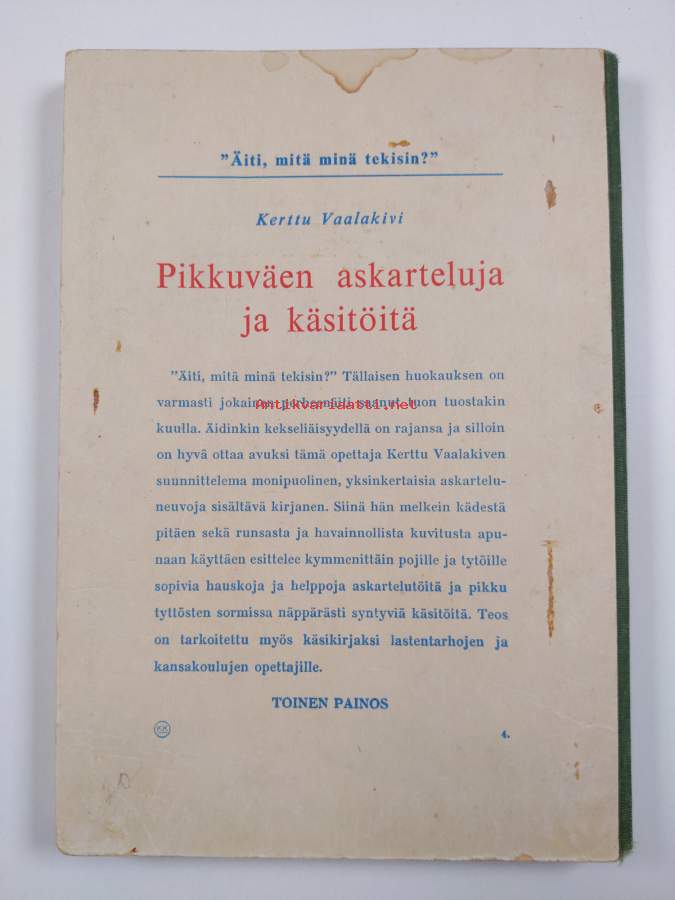 "Äiti, mitä minä tekisin?"
Kerttu Vaalakivi
Pikkuväen askarteluja
ja käsitöitä
"Äiti, mitä minä tekisin?" Tällaisen huokauksen on
varmasti jokainen perheenäiti saanut tuon tuostakin
Antikvariaatti.net
kuulla. Äidinkin kekseliäisyydellä on rajansa ja silloin
on hyvä ottaa avuksi tämä opettaja Kerttu Vaalakiven
suunnittelema monipuolinen, yksinkertaisia askartelu-
neuvoja sisältävä kirjanen. Siinä hän melkein kädestä
pitäen sekä runsasta ja havainnollista kuvitusta apu-
naan käyttäen esittelee kymmenittäin pojille ja tytöille
sopivia hauskoja ja helppoja askartelutöitä ja pikku
tyttösten sormissa näppärästi syntyviä käsitöitä. Teos
on tarkoitettu myös käsikirjaksi lastentarhojen ja
kansakoulujen opettajille.
TOINEN PAINOS
4.